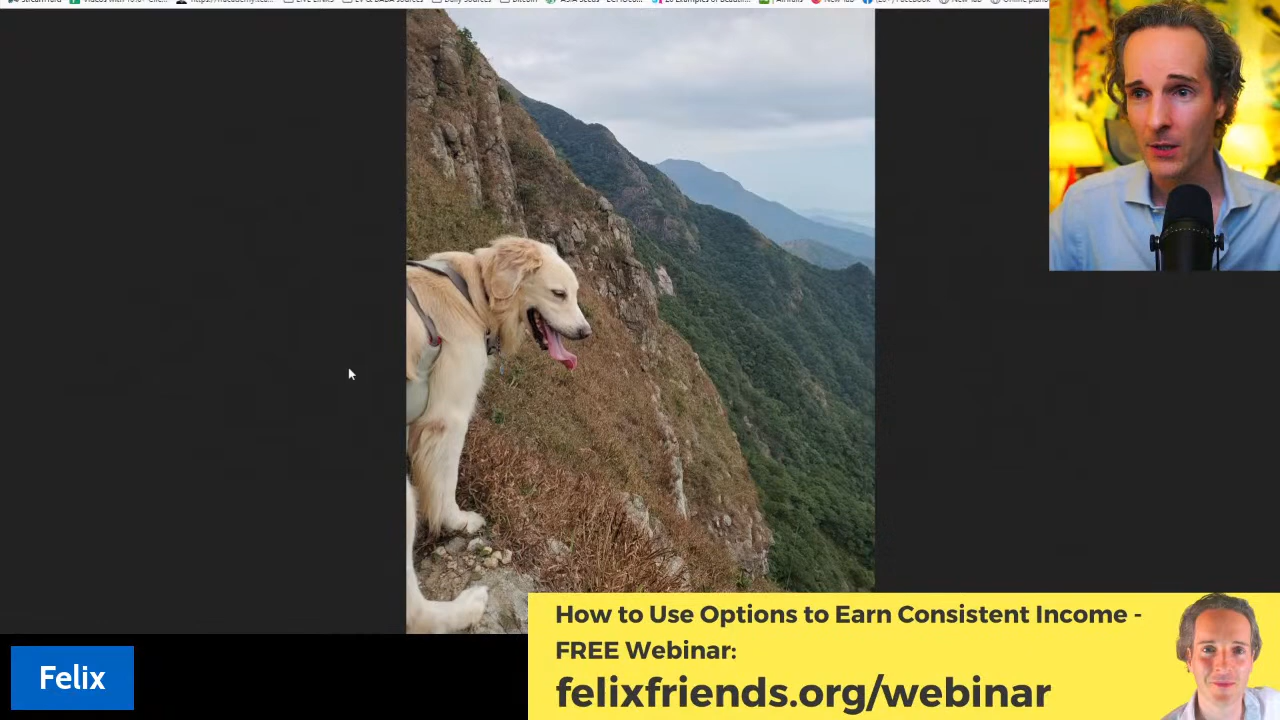 How to Use Options to Earn Consistent Income -
FREE Webinar:
felixfriends.org/webinar
Felix